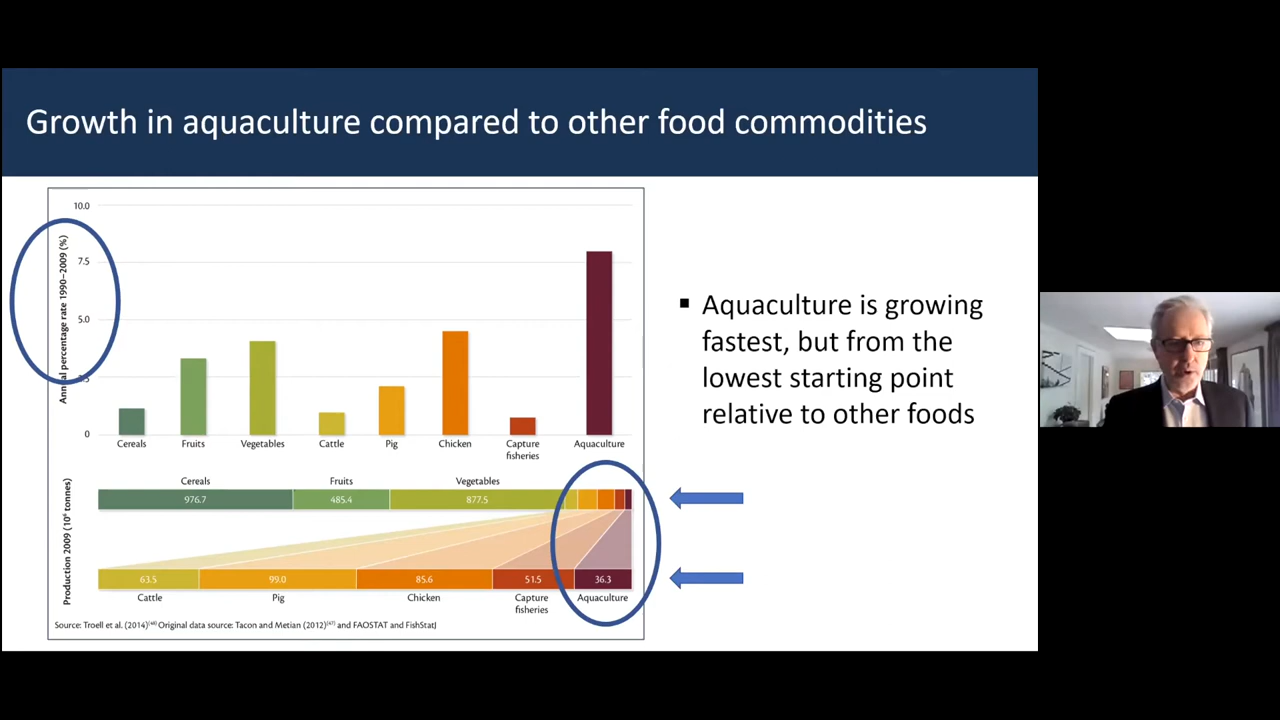 Growth in aquaculture compared to other food commodities
Annual percentage rate 1990–2009 (%)
10.0
7.5
5.0
0
Cereals
Fruits
Vegetables
Cattle
Pig
Chicken
Capture
fisheries
Aquaculture
Aquaculture is growing
fastest, but from the
lowest starting point
relative to other foods
Production 2009 (10⁶ tonnes)
Cereals
Fruits
Vegetables
976.7
485.4
877.5
63.5
99.0
85.6
51.5
36.3
Cattle
Pig
Chicken
Capture
fisheries
Aquaculture
Source: Troell et al. (2014)⁽⁴⁶⁾ Original data source: Tacon and Metian (2012)⁽⁴⁷⁾ and FAOSTAT and FishStatJ